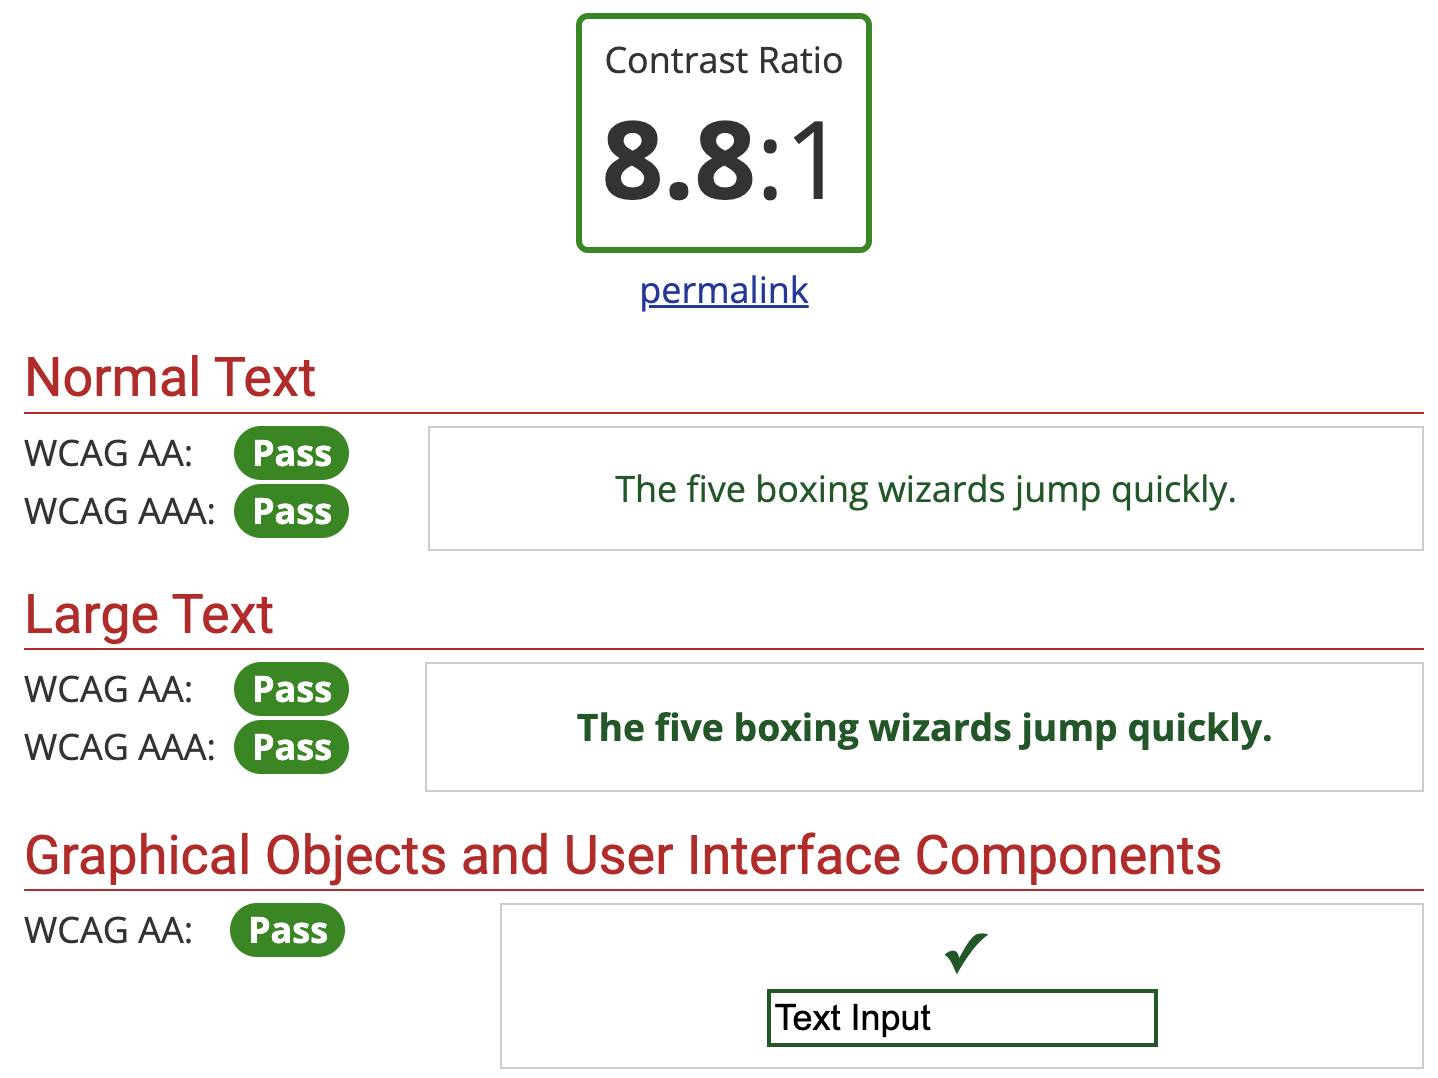 Contrast Ratio
8.8:1
permalink
Normal Text
WCAG AA: Pass
WCAG AAA: Pass
The five boxing wizards jump quickly.
Large Text
WCAG AA: Pass
WCAG AAA: Pass
The five boxing wizards jump quickly.
Graphical Objects and User Interface Components
WCAG AA: Pass
Text Input